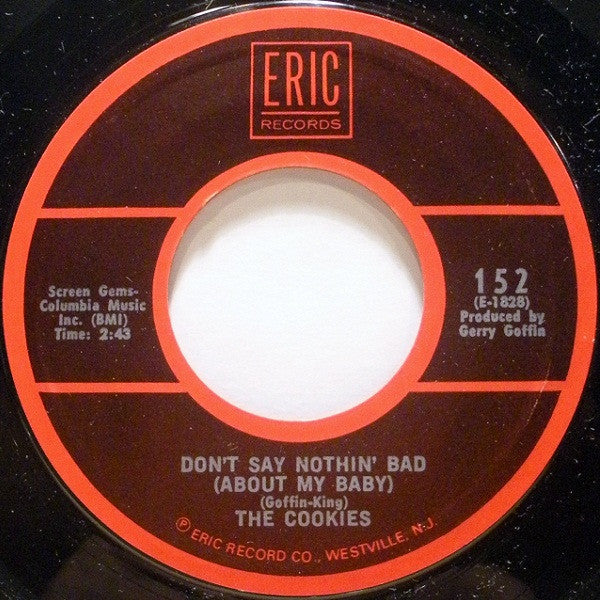 ERIC
RECORDS
Screen Gems-
Columbia Music
Inc. (BMI)
Time: 2:43
152
(E-1828)
Produced by
Gerry Goffin
DON'T SAY NOTHIN' BAD
(ABOUT MY BABY)
(Goffin-King)
THE COOKIES
Ⓟ ERIC RECORD CO., WESTVILLE, N.J.